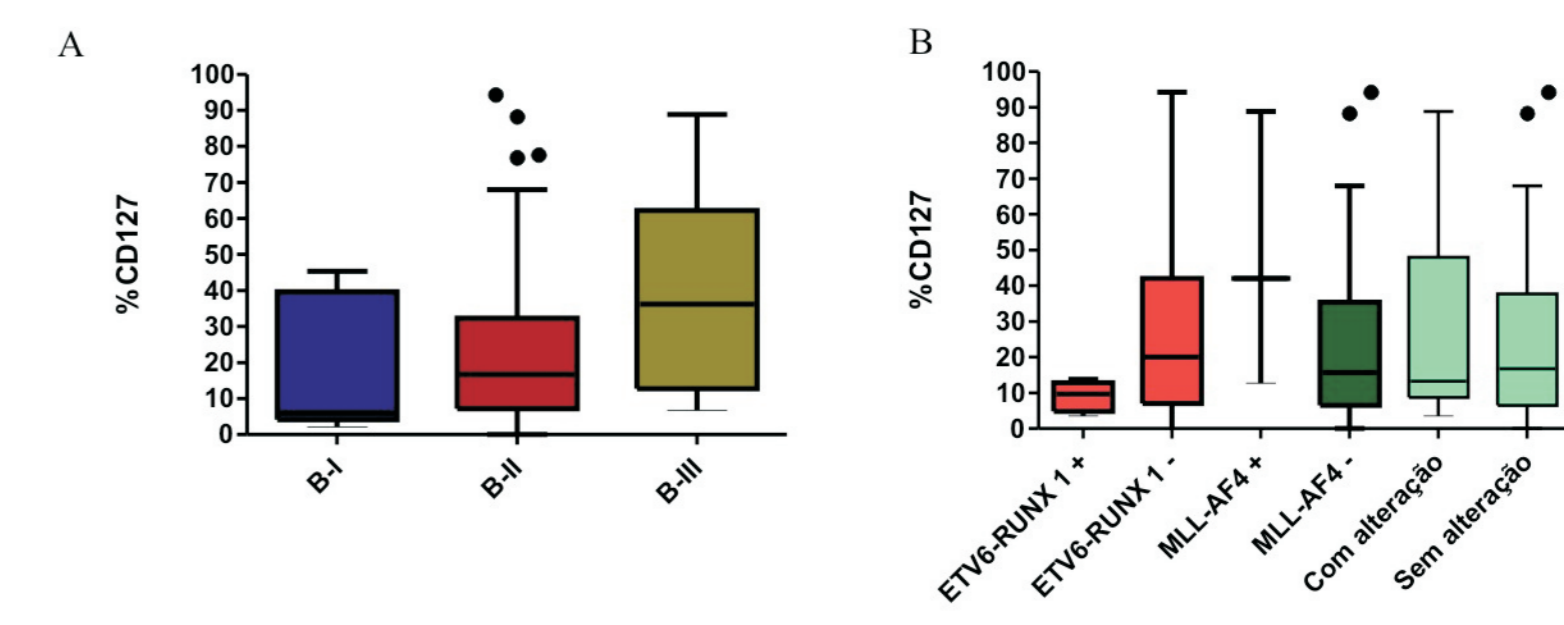 A
%CD127
100
90
80
70
60
50
40
30
20
10
0
B-I
B-II
B-III
B
%CD127
100
90
80
70
60
50
40
30
20
10
0
ETV6-RUNX 1 +
ETV6-RUNX 1 -
MLL-AF4 +
MLL-AF4 -
Com alteração
Sem alteração